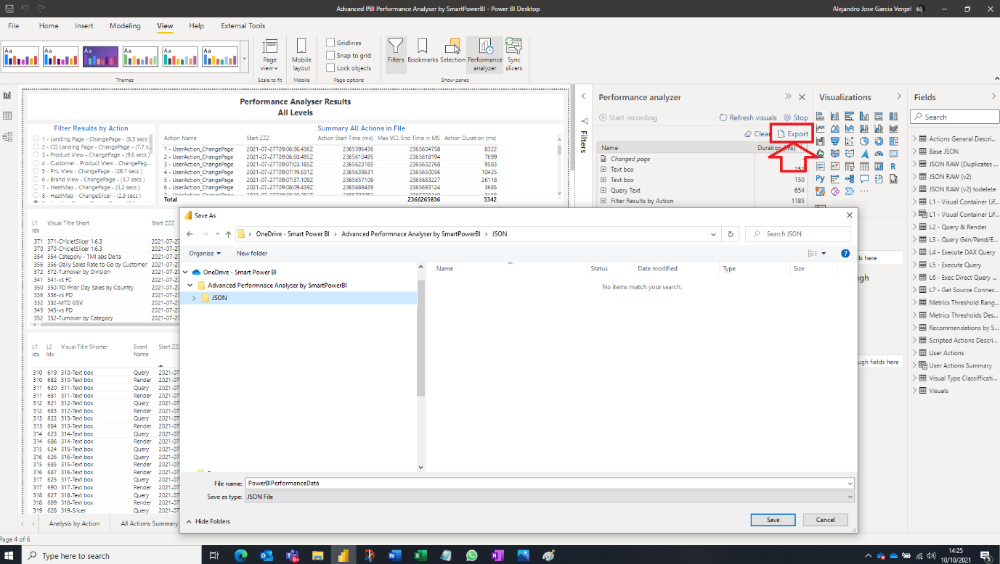 Advanced PBI Performance Analyser by SmartPowerBI - Power BI Desktop
Alejandro Jose Garcia Vergel
File Home Insert Modeling View Help External Tools
Aa Aa Aa Aa Aa Aa
Page view
Mobile layout
Gridlines
Snap to grid
Lock objects
Filters
Bookmarks
Selection
Performance analyzer
Sync slicers
Themes
Scale to fit
Mobile
Page options
Show panes
Performance Analyser Results
All Levels
Filter Results by Action
1 - Landing Page - ChangePage - (8.3 secs )
2 - CD Landing Page - ChangePage - (7.7 s...
3 - Product View - ChangePage - (9.6 secs )
4 - Customer - Product View - ChangePag...
5 - PnL View - ChangePage - (26.1 secs )
6 - Brand View - ChangePage - (3.7 secs )
7 - HeatMap - ChangePage - (3.2 secs )
8 - HeatMap - ChangeSlicer - (2.9 secs )
Summary All Actions in File
Action Name Start ZZZ Action Start Time (ms) Max VCL End Time in MS Action Duration (ms)
1 - UserAction_ChangePage 2021-07-27T09:06:36.436Z 2365596436 2365604758 8322
2 - UserAction_ChangePage 2021-07-27T09:06:50.495Z 2365610495 2365618194 7699
3 - UserAction_ChangePage 2021-07-27T09:07:03.185Z 2365623185 2365632768 9583
4 - UserAction_ChangePage 2021-07-27T09:07:19.631Z 2365639631 2365650056 10425
5 - UserAction_ChangePage 2021-07-27T09:07:37.109Z 2365657109 2365683227 26118
6 - UserAction_ChangePage 2021-07-27T09:08:09.439Z 2365689439 2365693124 3685
Total 2366265836 3342
L1 Idx Visual Title Short Start ZZZ
371 371-ChicletSlicer 1.6.3 2021-07-27
370 370-ChicletSlicer 1.6.3 2021-07-27
354 354-Category - TMI abs Delta 2021-07-27
356 356-Daily Sales Rate to Go by Customer 2021-07-27
372 372-Turnover by Division 2021-07-27
341 341-vs FC 2021-07-27
350 350-TO Prior Day Sales by Country 2021-07-27
336 336-vs PD 2021-07-27
332 332-MTD GSV 2021-07-27
345 345-vs PD 2021-07-27
352 352-Turnover by Category 2021-07-27
L1 Idx L2 Idx Visual Title Shorter Event Name Start ZZZ
310 619 310-Text box Query 2021-07
310 682 310-Text box Render 2021-07
311 620 311-Text box Query 2021-07
311 681 311-Text box Render 2021-07
312 621 312-Text box Query 2021-07
312 683 312-Text box Render 2021-07
313 622 313-Text box Query 2021-07
313 684 313-Text box Render 2021-07
314 623 314-Text box Query 2021-07
314 686 314-Text box Render 2021-07
315 624 315-Text box Query 2021-07
316 626 316-Text box Query 2021-07
315 685 315-Text box Render 2021-07
316 687 316-Text box Render 2021-07
317 625 317-Text box Query 2021-07
317 690 317-Text box Render 2021-07
318 627 318-Text box Query 2021-07
318 689 318-Text box Render 2021-07
319 628 319-Slicer Query 2021-07
Analysis by Action
All Actions Summary
Page 4 of 6
Filters
Performance analyzer
Start recording
Refresh visuals
Stop
Clear
Export
Name Duration (ms)
Changed page -
Text box 151
Text box 150
Query Text 654
Filter Results by Action 1185
Visualizations
R
Py
ds here
ugh
ugh fields here
Fields
Search
Actions General Descri...
Base JSON
JSON RAW (Duplicates ...
JSON RAW (v2)
JSON RAW (v2) todelete
L1 - Visual Container Lif...
L1 - Visual Container Lif...
L2 - Query & Render
L3 - Query Gen/Pend/E...
L4 - Execute DAX Query
L5 - Execute Query
L6 - Exec Direct Query ...
L7 - Get Source Connec...
Metrics Threshold Rang...
Metrics Thresholds Des...
Recommendations by S...
Scripted Actions Descri...
User Actions
User Actions Summary
Visual Type Classifficati...
Visuals
Save As
OneDrive - Smart Power BI > Advanced Performnace Analyser by SmartPowerBI > JSON
Search JSON
Organise
New folder
OneDrive - Smart Power BI
Advanced Performnace Analyser by SmartPowerBI
JSON
Name Status Date modified Type Size
No items match your search.
File name: PowerBIPerformanceData
Save as type: JSON File
Hide Folders
Save
Cancel
Type here to search
14:25
10/10/2021